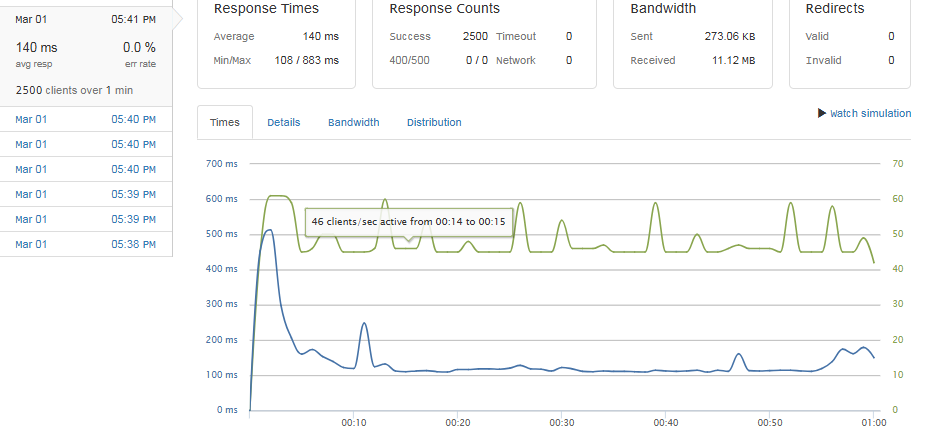 Mar 01 05:41 PM
140 ms 0.0 %
avg resp err rate
2500 clients over 1 min
Mar 01 05:40 PM
Mar 01 05:40 PM
Mar 01 05:40 PM
Mar 01 05:39 PM
Mar 01 05:39 PM
Mar 01 05:38 PM
Response Times
Average 140 ms
Min/Max 108 / 883 ms
Response Counts
Success 2500 Timeout 0
400/500 0 / 0 Network 0
Bandwidth
Sent 273.06 KB
Received 11.12 MB
Redirects
Valid 0
Invalid 0
Times Details Bandwidth Distribution
Watch simulation
700 ms 70
600 ms 60
46 clients/sec active from 00:14 to 00:15
500 ms 50
400 ms 40
300 ms 30
200 ms 20
100 ms 10
0 ms 0
00:10 00:20 00:30 00:40 00:50 01:00